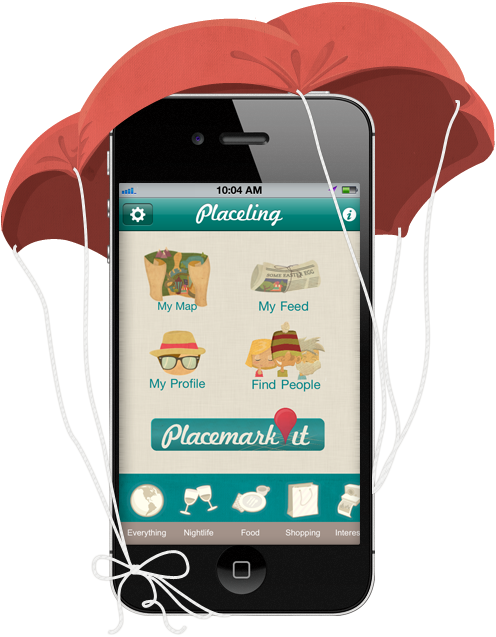 10:04 AM
Placeling
My Map
My Feed
My Profile
Find People
Placemark it
Everything
Nightlife
Food
Shopping
Interes